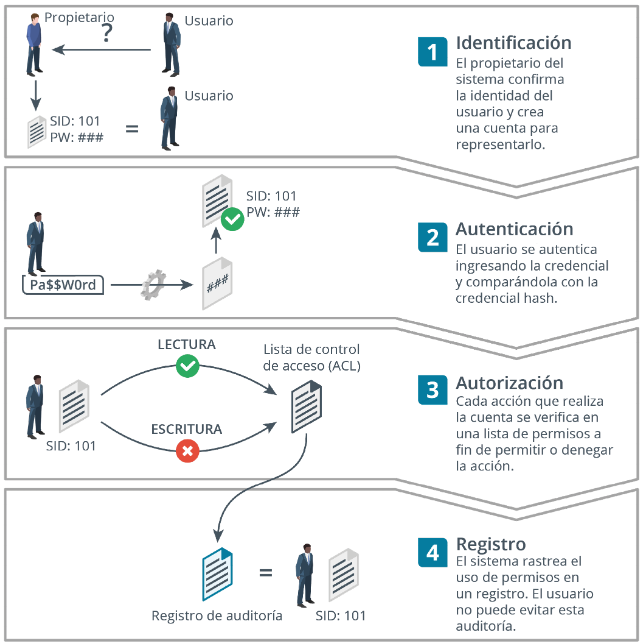 Propietario
?
Usuario
Usuario
SID: 101
PW: ###
=
1
Identificación
El propietario del
sistema confirma
la identidad del
usuario y crea
una cuenta para
representarlo.
SID: 101
PW: ###
Pa$$W0rd
###
2
Autenticación
El usuario se autentica
ingresando la credencial
y comparándola con la
credencial hash.
LECTURA
Lista de control
de acceso (ACL)
ESCRITURA
SID: 101
3
Autorización
Cada acción que realiza
la cuenta se verifica en
una lista de permisos a
fin de permitir o denegar
la acción.
=
Registro de auditoría
SID: 101
4
Registro
El sistema rastrea el
uso de permisos en
un registro. El usuario
no puede evitar esta
auditoría.